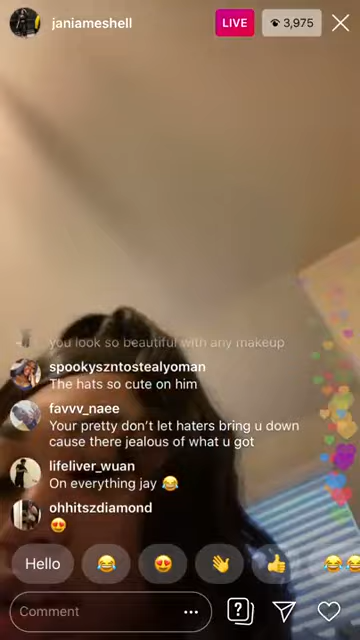 janiameshell
LIVE
3,975
you look so beautiful with any makeup
spookyszntostealyoman
The hats so cute on him
favvv_naee
Your pretty don't let haters bring u down
cause there jealous of what u got
lifeliver_wuan
On everything jay 😂
ohhitszdiamond
😍
Hello
😂
😍
👋
👍
😂😂
Comment
?